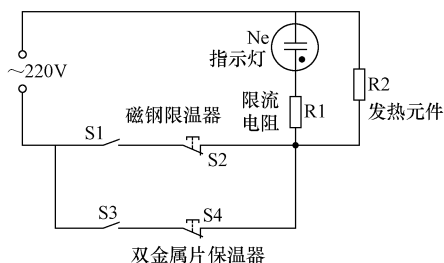 Ne
指示灯
～220V
R2
发热元件
限流
电阻
R1
磁钢限温器
S1
S2
S3
S4
双金属片保温器